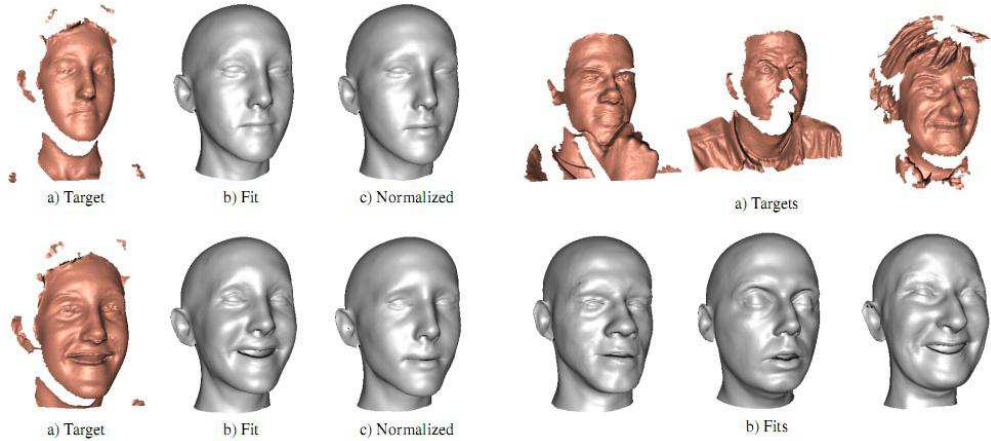 a) Target
b) Fit
c) Normalized
a) Targets
a) Target
b) Fit
c) Normalized
b) Fits